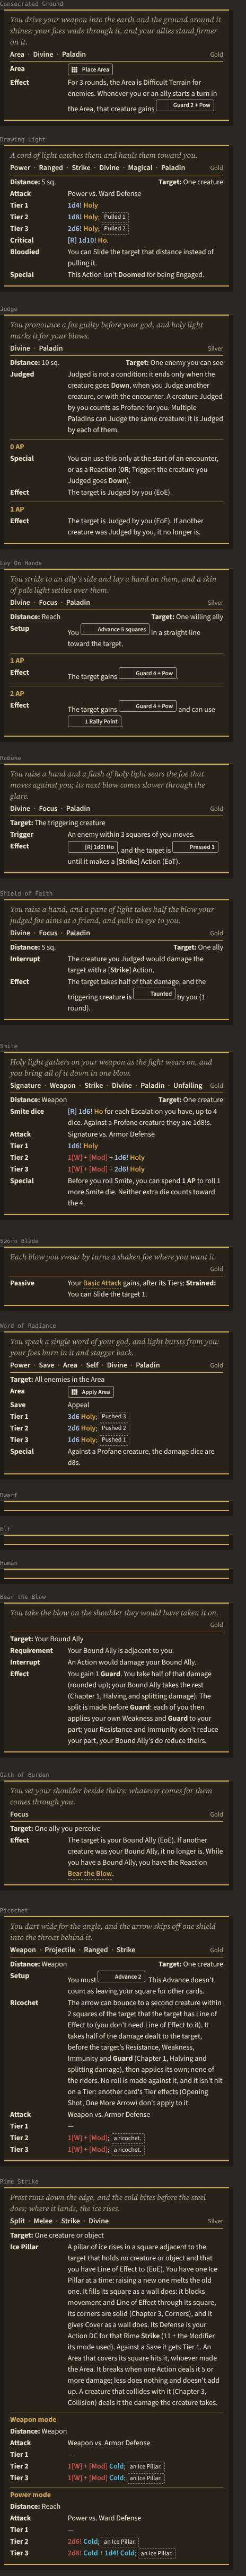 Consecrated Ground
You drive your weapon into the earth and the ground around it
shines: your foes wade through it, and your allies stand firmer
on it.
Area · Divine · Paladin Gold
Area Place Area
Effect For 3 rounds, the Area is Difficult Terrain for
enemies. Whenever you or an ally starts a turn in
the Area, that creature gains Guard 2 + Pow.
Drawing Light
A cord of light catches them and hauls them toward you.
Power · Ranged · Strike · Divine · Magical · Paladin Gold
Distance: 5 sq. Target: One creature
Attack Power vs. Ward Defense
Tier 1 1d4! Holy
Tier 2 1d8! Holy; Pulled 1
Tier 3 2d6! Holy; Pulled 2
Critical [R] 1d10! Ho.
Bloodied You can Slide the target that distance instead of
pulling it.
Special This Action isn't Doomed for being Engaged.
Judge
You pronounce a foe guilty before your god, and holy light
marks it for your blows.
Divine · Paladin Silver
Distance: 10 sq. Target: One enemy you can see
Judged Judged is not a condition: it ends only when the
creature goes Down, when you Judge another
creature, or with the encounter. A creature Judged
by you counts as Profane for you. Multiple
Paladins can Judge the same creature: it is Judged
by each of them.
0 AP
Special You can use this only at the start of an encounter,
or as a Reaction (0R; Trigger: the creature you
Judged goes Down).
Effect The target is Judged by you (EoE).
1 AP
Effect The target is Judged by you (EoE). If another
creature was Judged by you, it no longer is.
Lay On Hands
You stride to an ally's side and lay a hand on them, and a skin
of pale light settles over them.
Divine · Focus · Paladin Silver
Distance: Reach Target: One willing ally
Setup You Advance 5 squares in a straight line
toward the target.
1 AP
Effect The target gains Guard 4 + Pow
2 AP
Effect The target gains Guard 4 + Pow and can use
1 Rally Point
Rebuke
You raise a hand and a flash of holy light sears the foe that
moves against you; its next blow comes slower through the
glare.
Divine · Focus · Paladin Gold
Target: The triggering creature
Trigger An enemy within 3 squares of you moves.
Effect [R] 1d6! Ho, and the target is Pressed 1
until it makes a [Strike] Action (EoT).
Shield of Faith
You raise a hand, and a pane of light takes half the blow your
judged foe aims at a friend, and pulls its eye to you.
Divine · Focus · Paladin Gold
Distance: 5 sq. Target: One ally
Interrupt The creature you Judged would damage the
target with a [Strike] Action.
Effect The target takes half of that damage, and the
triggering creature is Taunted by you (1
round).
Smite
Holy light gathers on your weapon as the fight wears on, and
you bring all of it down in one blow.
Signature · Weapon · Strike · Divine · Paladin · Unfailing Gold
Distance: Weapon Target: One creature
Smite dice [R] 1d6! Ho for each Escalation you have, up to 4
dice. Against a Profane creature they are 1d8!s.
Attack Signature vs. Armor Defense
Tier 1 1d6! Holy
Tier 2 1[W] + [Mod] + 1d6! Holy
Tier 3 1[W] + [Mod] + 2d6! Holy
Special Before you roll Smite, you can spend 1 AP to roll 1
more Smite die. Neither extra die counts toward
the 4.
Sworn Blade
Each blow you swear by turns a shaken foe where you want it.
Gold
Passive Your Basic Attack gains, after its Tiers: Strained:
You can Slide the target 1.
Word of Radiance
You speak a single word of your god, and light bursts from you:
your foes burn in it and stagger back.
Power · Save · Area · Self · Divine · Paladin Gold
Target: All enemies in the Area
Area Apply Area
Save Appeal
Tier 1 3d6 Holy; Pushed 3
Tier 2 2d6 Holy; Pushed 2
Tier 3 1d6 Holy; Pushed 1
Special Against a Profane creature, the damage dice are
d8s.
Dwarf
Elf
Human
Bear the Blow
You take the blow on the shoulder they would have taken it on.
Gold
Target: Your Bound Ally
Requirement Your Bound Ally is adjacent to you.
Interrupt An Action would damage your Bound Ally.
Effect You gain 1 Guard. You take half of that damage
(rounded up); your Bound Ally takes the rest
(Chapter 1, Halving and splitting damage). The
split is made before Guard: each of you then
applies your own Weakness and Guard to your
part; your Resistance and Immunity don't reduce
your part, your Bound Ally's do reduce theirs.
Oath of Burden
You set your shoulder beside theirs: whatever comes for them
comes through you.
Focus Gold
Target: One ally you perceive
Effect The target is your Bound Ally (EoE). If another
creature was your Bound Ally, it no longer is. While
you have a Bound Ally, you have the Reaction
Bear the Blow.
Ricochet
You dart wide for the angle, and the arrow skips off one shield
into the throat behind it.
Weapon · Projectile · Ranged · Strike Gold
Distance: Weapon Target: One creature
Setup You must Advance 2. This Advance doesn't
count as leaving your square for other cards.
Ricochet The arrow can bounce to a second creature within
2 squares of the target that the target has Line of
Effect to (you don't need Line of Effect to it). It
takes half of the damage dealt to the target,
before the target's Resistance, Weakness,
Immunity and Guard (Chapter 1, Halving and
splitting damage), then applies its own; none of
the riders. No roll is made against it, and it isn't hit
on a Tier: another card's Tier effects (Opening
Shot, One More Arrow) don't apply to it.
Attack Weapon vs. Armor Defense
Tier 1 —
Tier 2 1[W] + [Mod]; a ricochet.
Tier 3 1[W] + [Mod]; a ricochet.
Rime Strike
Frost runs down the edge, and the cold bites before the steel
does; where it lands, the ice rises.
Split · Melee · Strike · Divine Silver
Target: One creature or object
Ice Pillar A pillar of ice rises in a square adjacent to the
target that holds no creature or object and that
you have Line of Effect to (EoE). You have one Ice
Pillar at a time: raising a new one melts the old
one. It fills its square as a wall does: it blocks
movement and Line of Effect through its square,
its corners are solid (Chapter 3, Corners), and it
gives Cover as a wall does. Its Defense is your
Action DC for that Rime Strike (11 + the Modifier
its mode used). Against a Save it gets Tier 1. An
Area that covers its square hits it, whoever made
the Area. It breaks when one Action deals it 5 or
more damage; less does nothing and doesn't add
up. A creature that collides with it (Chapter 3,
Collision) deals it the damage the creature takes.
Weapon mode
Distance: Weapon
Attack Weapon vs. Armor Defense
Tier 1 —
Tier 2 1[W] + [Mod] Cold; an Ice Pillar.
Tier 3 1[W] + [Mod] Cold; an Ice Pillar.
Power mode
Distance: Reach
Attack Power vs. Ward Defense
Tier 1 —
Tier 2 2d6! Cold; an Ice Pillar.
Tier 3 2d8! Cold + 1d4! Cold; an Ice Pillar.